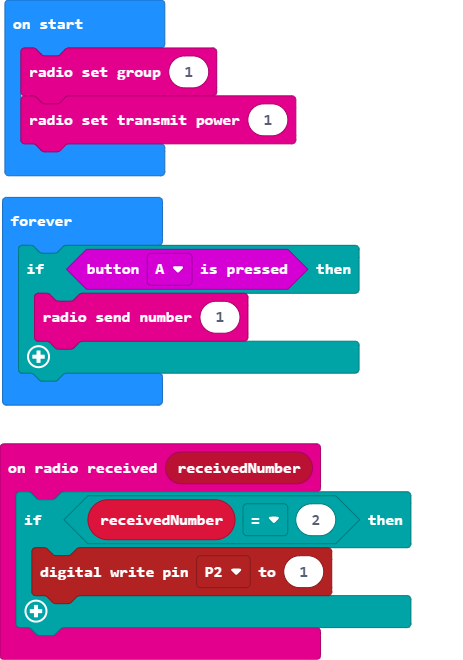 on start
radio set group 1
radio set transmit power 1
forever
if button A is pressed then
radio send number 1
on radio received receivedNumber
if receivedNumber = 2 then
digital write pin P2 to 1